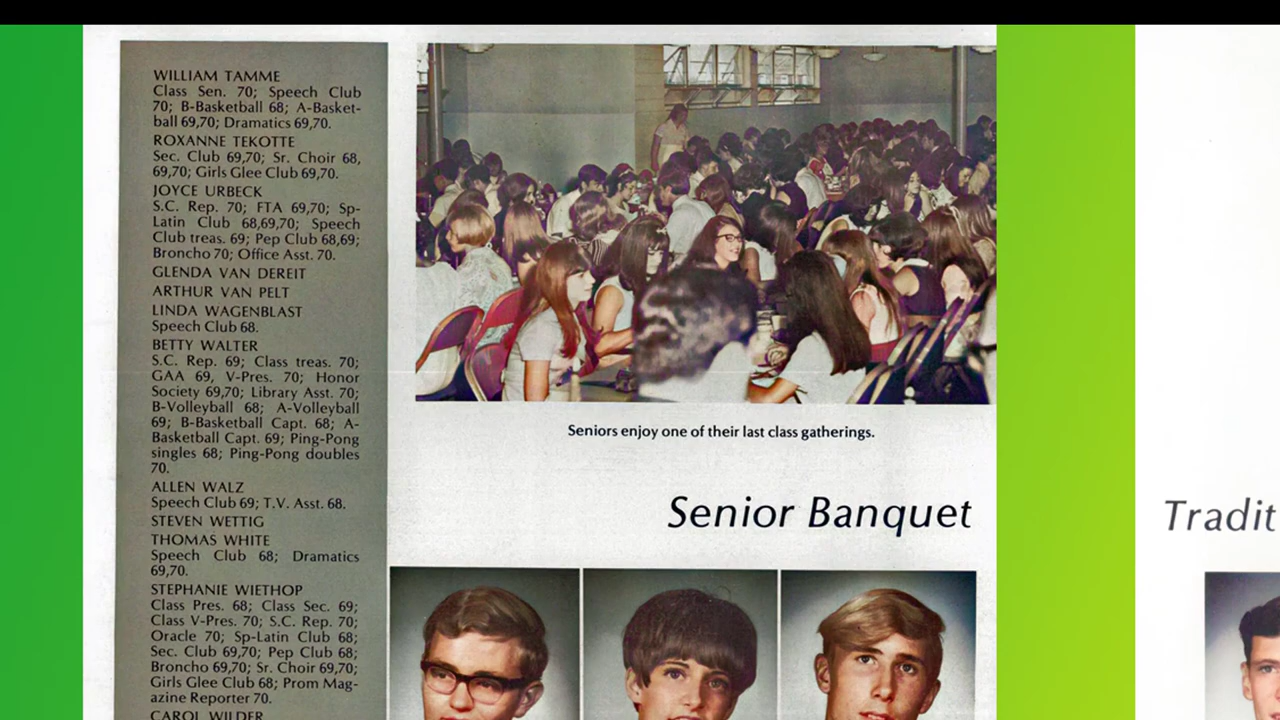 WILLIAM TAMME
Class Sen. 70; Speech Club
70; B-Basketball 68; A-Basket-
ball 69,70; Dramatics 69,70.
ROXANNE TEKOTTE
Sec. Club 69,70; Sr. Choir 68,
69,70; Girls Glee Club 69,70.
JOYCE URBECK
S.C. Rep. 70; FTA 69,70; Sp-
Latin Club 68,69,70; Speech
Club treas. 69; Pep Club 68,69;
Broncho 70; Office Asst. 70.
GLENDA VAN DEREIT
ARTHUR VAN PELT
LINDA WAGENBLAST
Speech Club 68.
BETTY WALTER
S.C. Rep. 69; Class treas. 70;
GAA 69, V-Pres. 70; Honor
Society 69,70; Library Asst. 70;
B-Volleyball 68; A-Volleyball
69; B-Basketball Capt. 68; A-
Basketball Capt. 69; Ping-Pong
singles 68; Ping-Pong doubles
70.
ALLEN WALZ
Speech Club 69; T.V. Asst. 68.
STEVEN WETTIG
THOMAS WHITE
Speech Club 68; Dramatics
69,70.
STEPHANIE WIETHOP
Class Pres. 68; Class Sec. 69;
Class V-Pres. 70; S.C. Rep. 70;
Oracle 70; Sp-Latin Club 68;
Sec. Club 69,70; Pep Club 68;
Broncho 69,70; Sr. Choir 69,70;
Girls Glee Club 68; Prom Mag-
azine Reporter 70.
CAROL WILDER
Seniors enjoy one of their last class gatherings.
Senior Banquet
Tradit